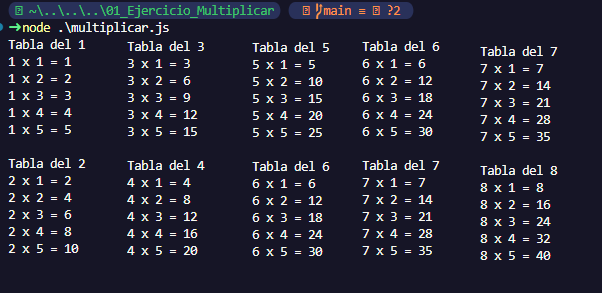 ~\..\..\..\01_Ejercicio_Multiplicar main ≡ ?2
➜node .\multiplicar.js
Tabla del 1
1 x 1 = 1
1 x 2 = 2
1 x 3 = 3
1 x 4 = 4
1 x 5 = 5
Tabla del 2
2 x 1 = 2
2 x 2 = 4
2 x 3 = 6
2 x 4 = 8
2 x 5 = 10
Tabla del 3
3 x 1 = 3
3 x 2 = 6
3 x 3 = 9
3 x 4 = 12
3 x 5 = 15
Tabla del 4
4 x 1 = 4
4 x 2 = 8
4 x 3 = 12
4 x 4 = 16
4 x 5 = 20
Tabla del 5
5 x 1 = 5
5 x 2 = 10
5 x 3 = 15
5 x 4 = 20
5 x 5 = 25
Tabla del 6
6 x 1 = 6
6 x 2 = 12
6 x 3 = 18
6 x 4 = 24
6 x 5 = 30
Tabla del 6
6 x 1 = 6
6 x 2 = 12
6 x 3 = 18
6 x 4 = 24
6 x 5 = 30
Tabla del 7
7 x 1 = 7
7 x 2 = 14
7 x 3 = 21
7 x 4 = 28
7 x 5 = 35
Tabla del 7
7 x 1 = 7
7 x 2 = 14
7 x 3 = 21
7 x 4 = 28
7 x 5 = 35
Tabla del 8
8 x 1 = 8
8 x 2 = 16
8 x 3 = 24
8 x 4 = 32
8 x 5 = 40